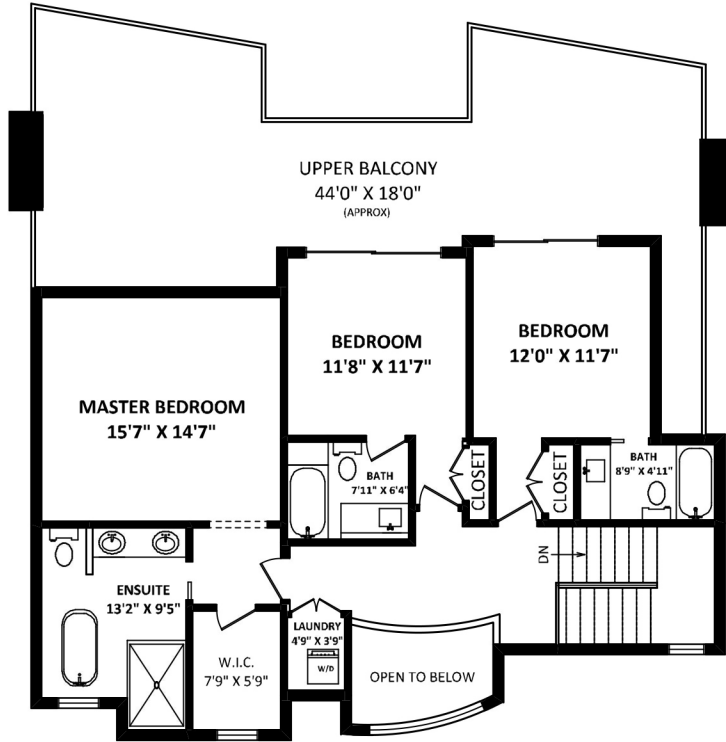 UPPER BALCONY
44'0" X 18'0"
(APPROX)
BEDROOM
11'8" X 11'7"
BEDROOM
12'0" X 11'7"
MASTER BEDROOM
15'7" X 14'7"
BATH
7'11" X 6'4"
CLOSET
CLOSET
BATH
8'9" X 4'11"
DN
ENSUITE
13'2" X 9'5"
W.I.C.
7'9" X 5'9"
LAUNDRY
4'9" X 3'9"
W/D
OPEN TO BELOW